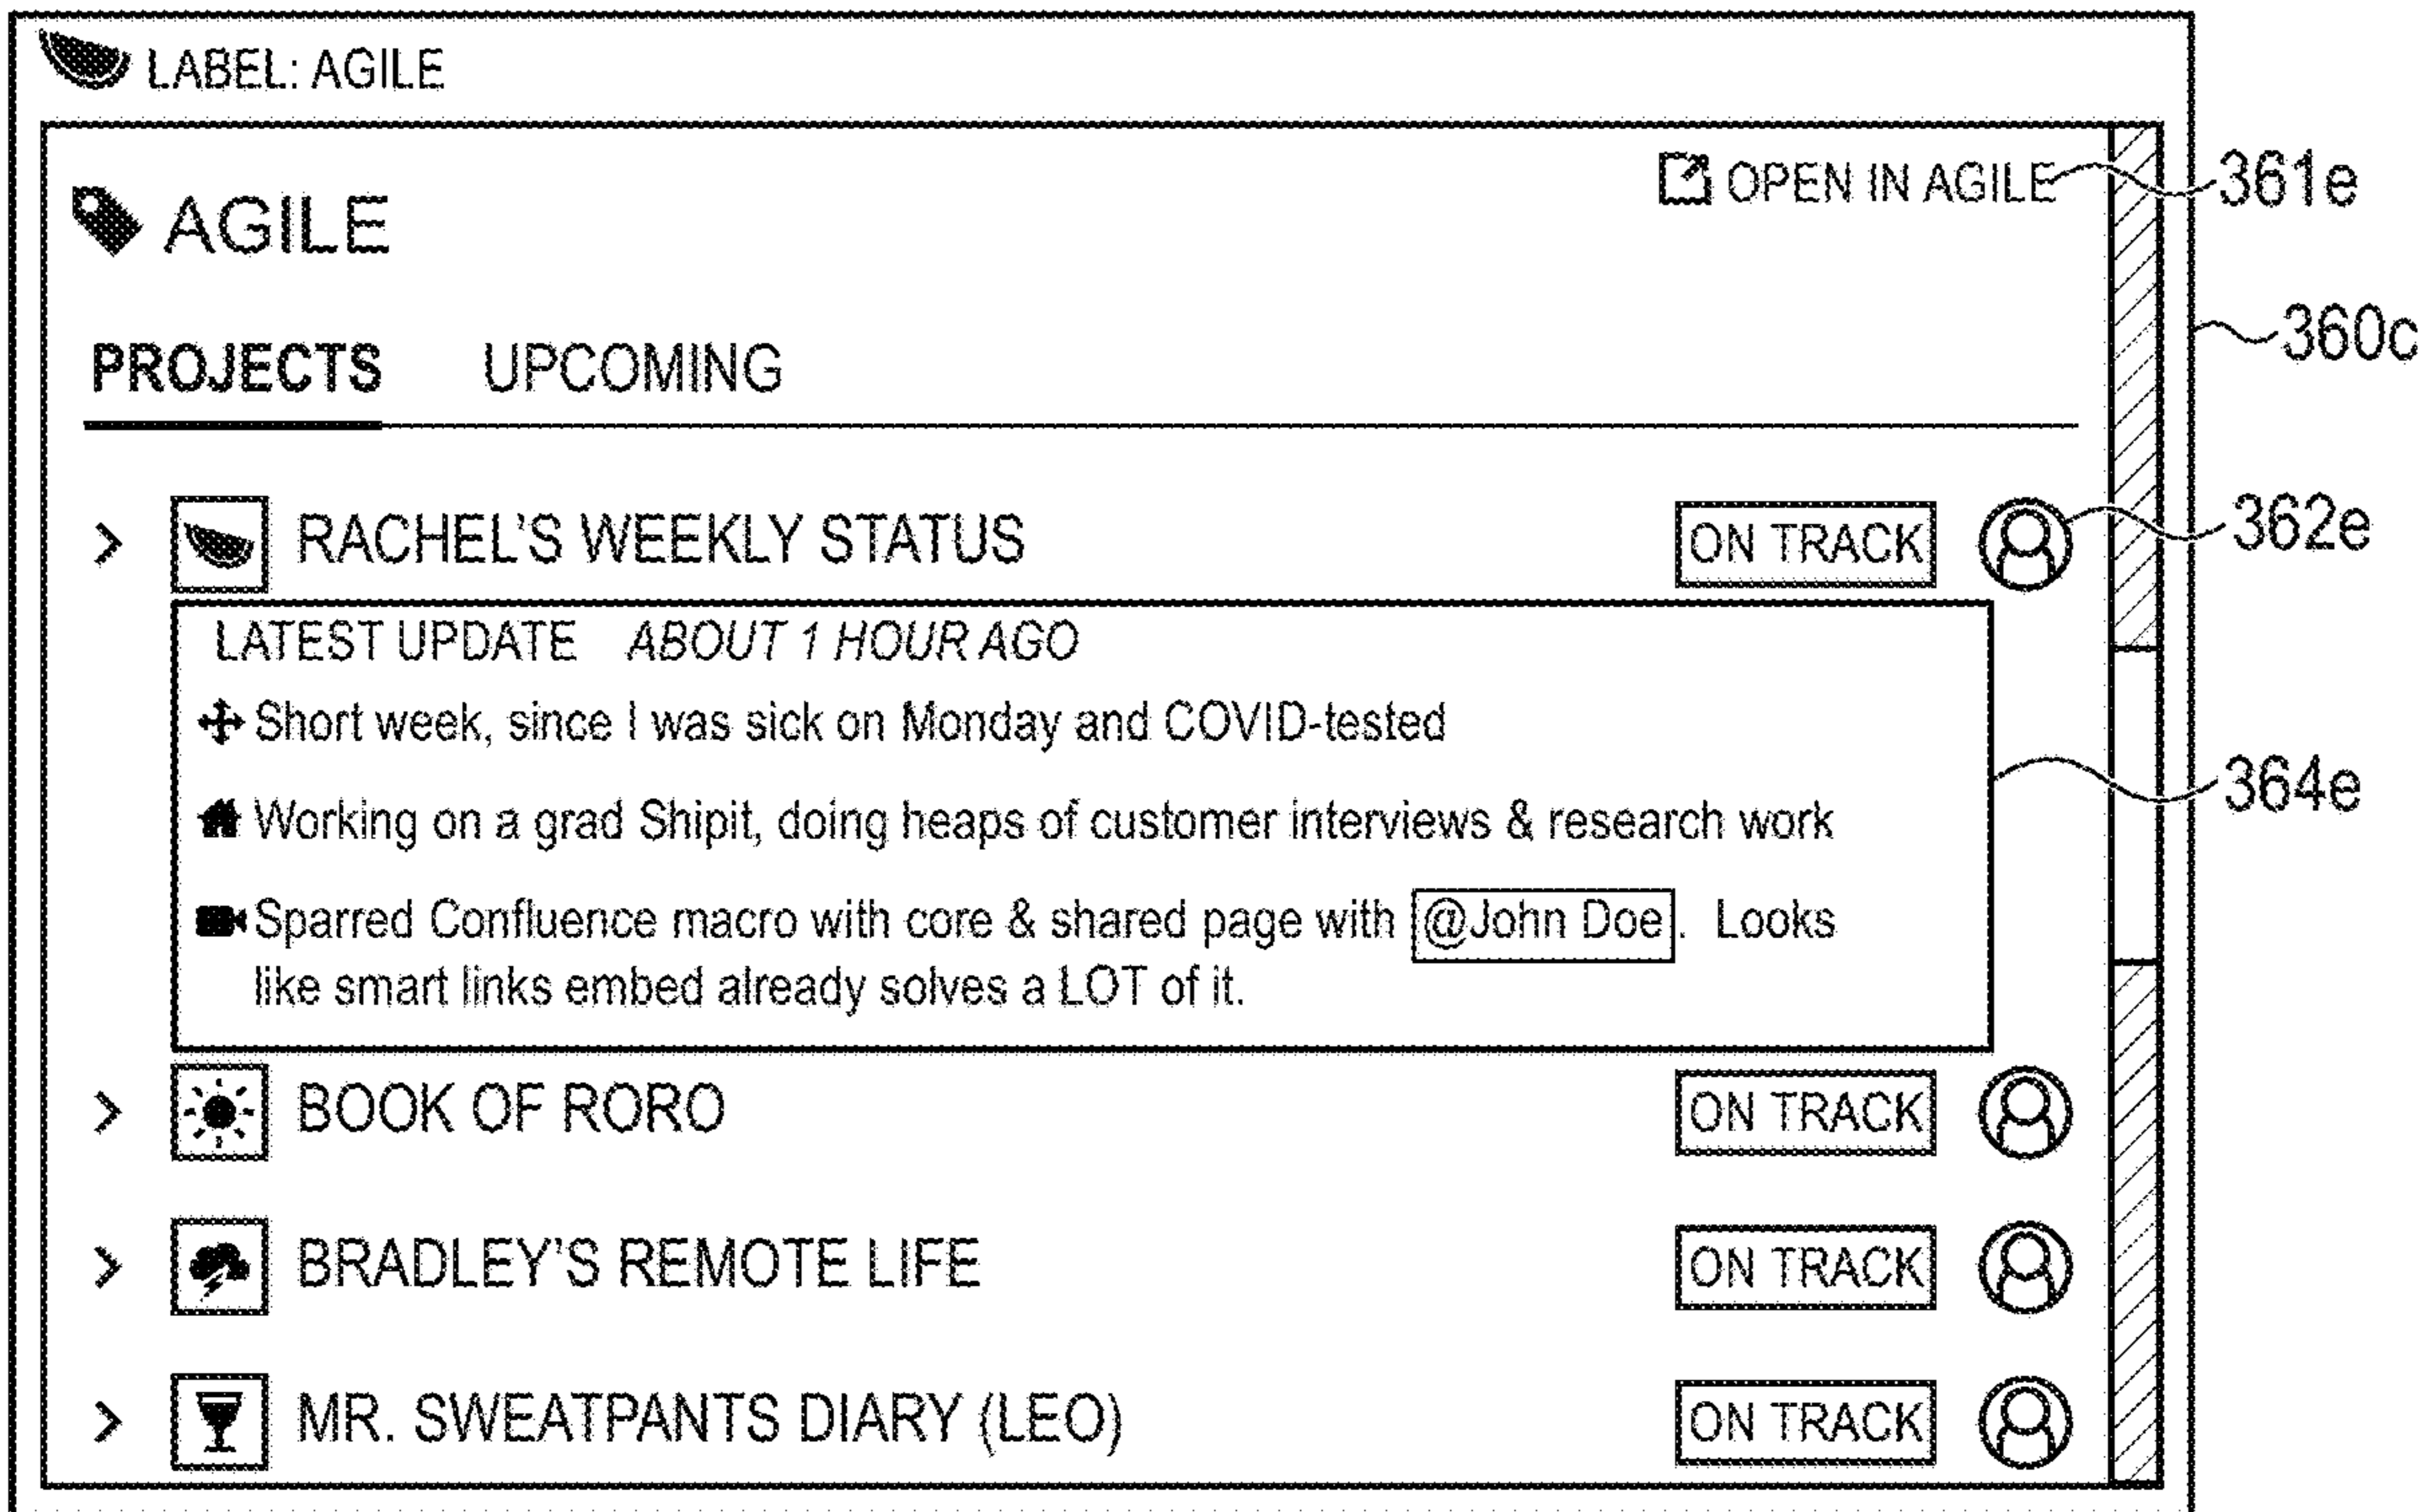 LABEL: AGILE
OPEN IN AGILE 361e
AGILE
360c
PROJECTS UPCOMING
RACHEL'S WEEKLY STATUS ON TRACK 362e
LATEST UPDATE ABOUT 1 HOUR AGO
Short week, since I was sick on Monday and COVID-tested
364e
Working on a grad Shipit, doing heaps of customer interviews & research work
Sparred Confluence macro with core & shared page with @John Doe. Looks
like smart links embed already solves a LOT of it.
BOOK OF RORO ON TRACK
BRADLEY'S REMOTE LIFE ON TRACK
MR. SWEATPANTS DIARY (LEO) ON TRACK